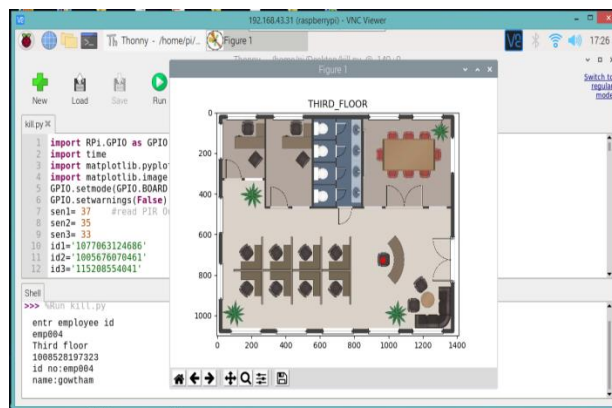 192.168.43.31 (raspberrypi) - VNC Viewer
Thonny - /home/pi/..
Figure 1
17:26
Figure 1
New
Load
Save
Run
Switch to
regular
mode
kill.py
1 import RPi.GPIO as GPIO
2 import time
3 import matplotlib.pyplo
4 import matplotlib.image
5 GPIO.setmode(GPIO.BOARD
6 GPIO.setwarnings(False)
7 sen1= 37 #read PIR Ou
8 sen2= 35
9 sen3= 33
10 id1='1077063124686'
11 id2='1005676070461'
12 id3='115208554041'
THIRD_FLOOR
0
200
400
600
800
1000
0 200 400 600 800 1000 1200 1400
Shell
>>> %Run kill.py
entr employee id
emp004
Third floor
1008528197323
id no:emp004
name:gowtham